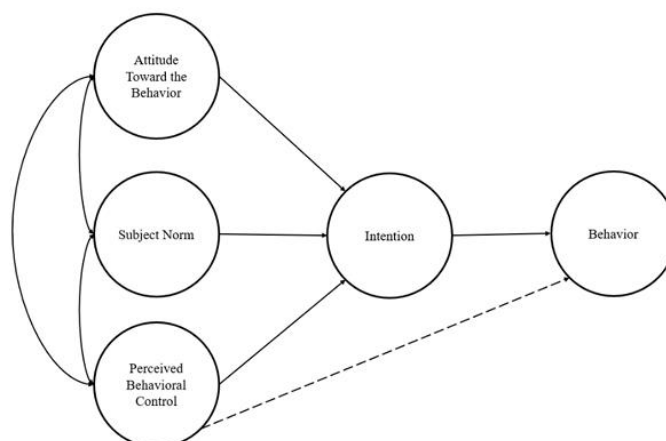 Attitude
Toward the
Behavior
Subject Norm
Intention
Behavior
Perceived
Behavioral
Control